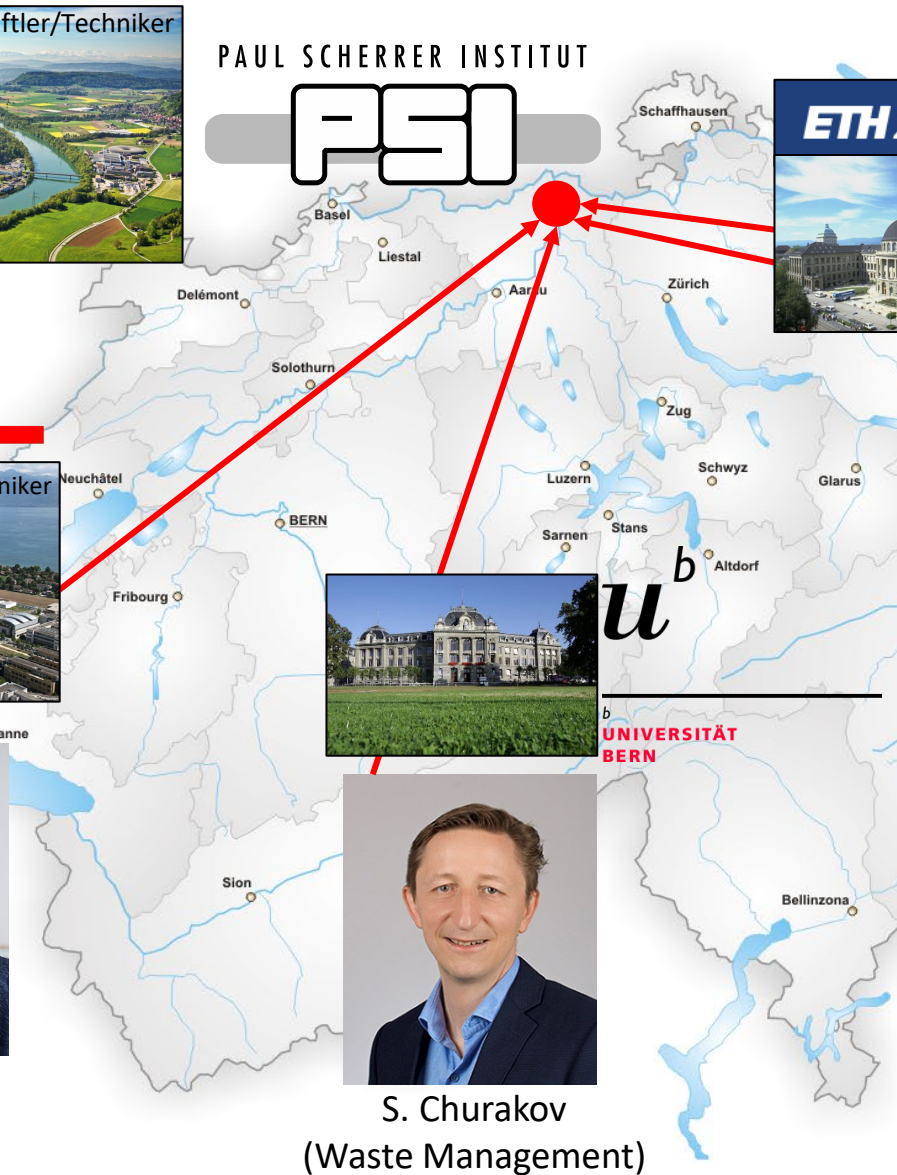 ftler/Techniker
PAUL SCHERRER INSTITUT
PSI
ETH
Schaffhausen
Basel
Liestal
Delémont
Aarau
Zürich
Solothurn
Zug
niker
Neuchâtel
Luzern
Schwyz
Glarus
BERN
Sarnen
Stans
Altdorf
Fribourg
u
b
b
UNIVERSITÄT
BERN
anne
Sion
Bellinzona
S. Churakov
(Waste Management)